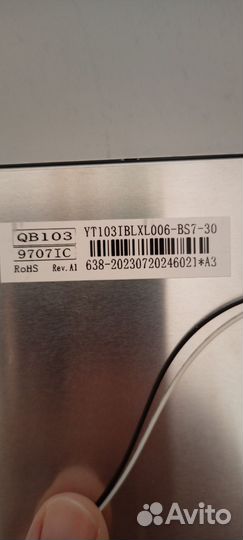 QB103
9707IC
RoHS Rev.A1
YT103IBLXL006-BS7-30
638-20230720246021*A3
Avito